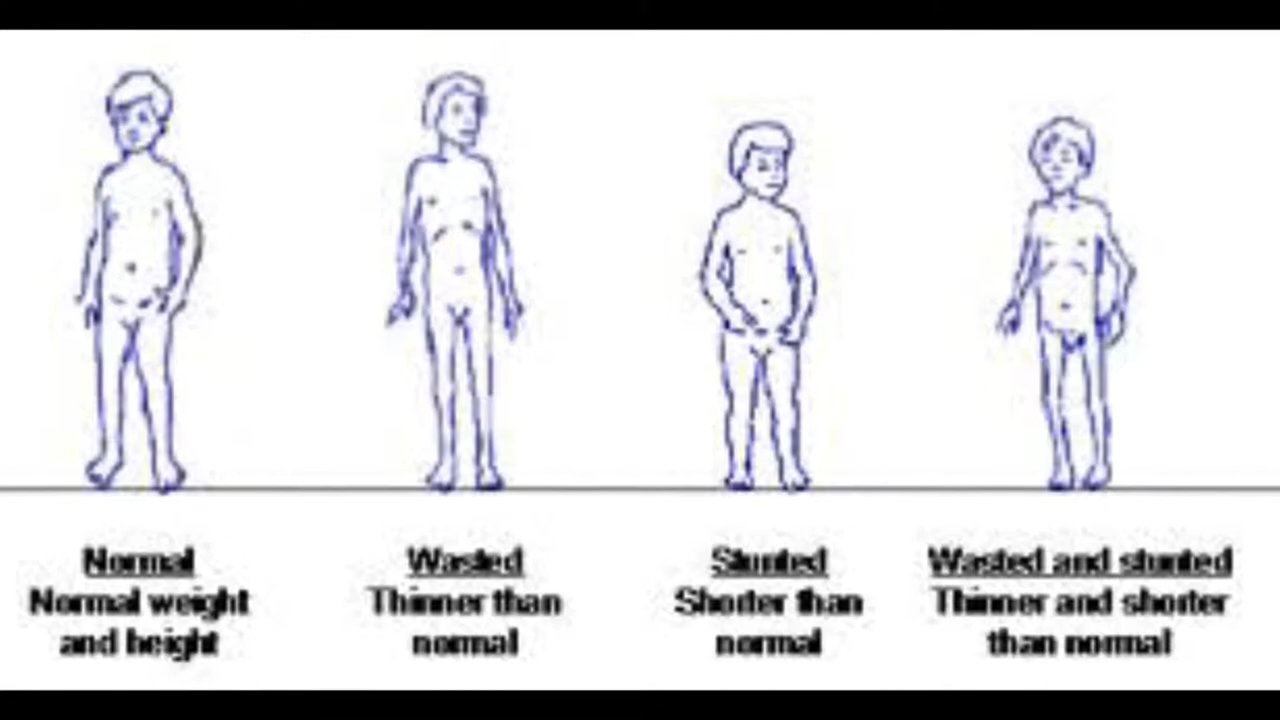 Normal
Normal weight
and height
Wasted
Thinner than
normal
Stunted
Shorter than
normal
Wasted and stunted
Thinner and shorter
than normal